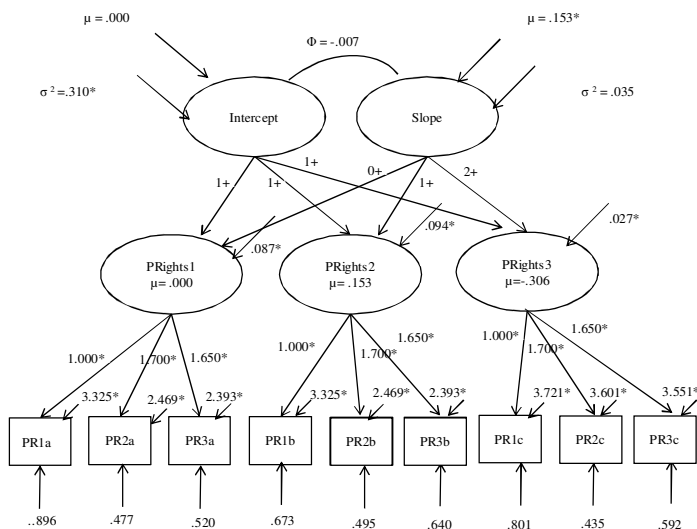 μ = .000
μ = .153*
Φ = -.007
σ ² =.310*
σ ² =.035
Intercept
Slope
1+
0+
2+
1+
1+
1+
.087*
.094*
.027*
PRights1
μ= .000
PRights2
μ= .153
PRights3
μ=-.306
1.000*
1.700*
1.650*
1.000*
1.700*
1.650*
1.000*
1.700*
1.650*
3.325*
2.469*
2.393*
3.325*
2.469*
2.393*
3.721*
3.601*
3.551*
PR1a
PR2a
PR3a
PR1b
PR2b
PR3b
PR1c
PR2c
PR3c
..896
.477
.520
.673
.495
.640
.801
.435
.592